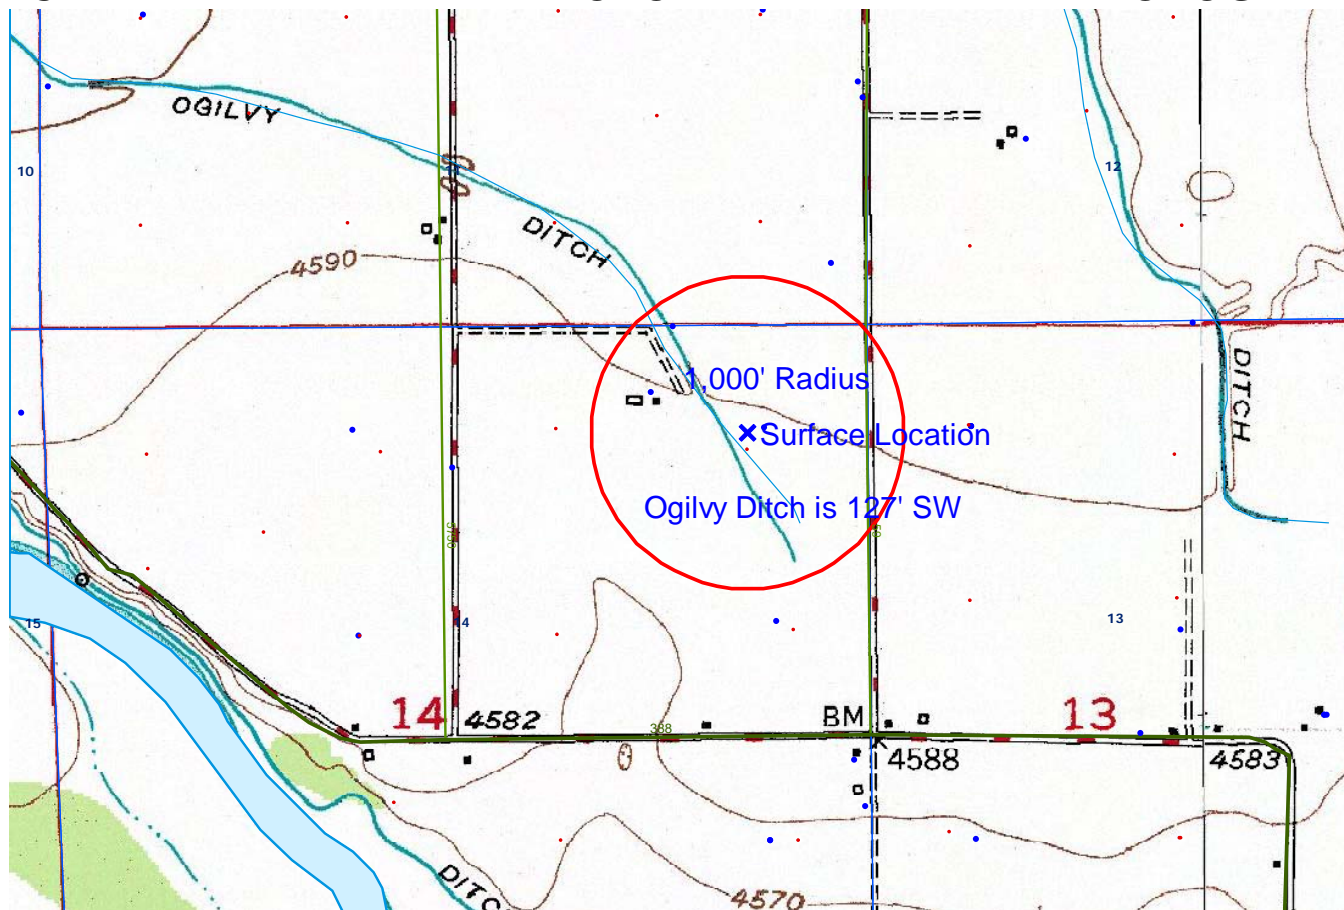 OGILVY
10
12
DITCH
4590
1,000' Radius
DITCH
Surface Location
Ogilvy Ditch is 127' SW
15
13
14
4582
BM
13
388
4588
4583
DITC
4570